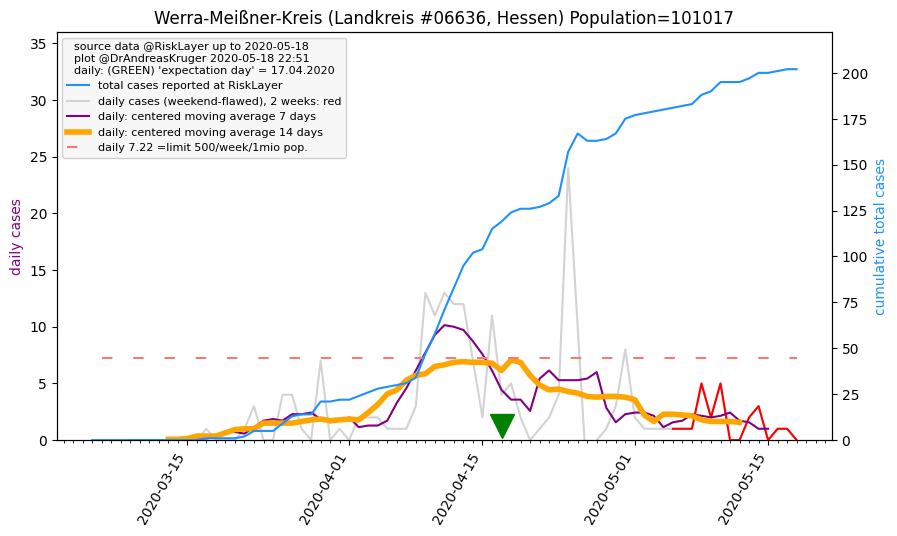 Werra-Meißner-Kreis (Landkreis #06636, Hessen) Population=101017
source data @RiskLayer up to 2020-05-18
plot @DrAndreasKruger 2020-05-18 22:51
daily: (GREEN) 'expectation day' = 17.04.2020
total cases reported at RiskLayer
daily cases (weekend-flawed), 2 weeks: red
daily: centered moving average 7 days
daily: centered moving average 14 days
daily 7.22 =limit 500/week/1mio pop.
daily cases
35
30
25
20
15
10
5
0
cumulative total cases
200
175
150
125
100
75
50
25
0
2020-03-15
2020-04-01
2020-04-15
2020-05-01
2020-05-15